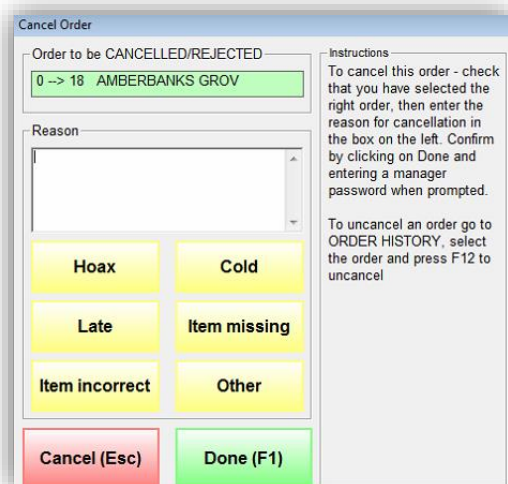 Cancel Order
Order to be CANCELLED/REJECTED
0 --> 18 AMBERBANKS GROV
Reason
Hoax
Cold
Late
Item missing
Item incorrect
Other
Cancel (Esc)
Done (F1)
Instructions
To cancel this order - check
that you have selected the
right order, then enter the
reason for cancellation in
the box on the left. Confirm
by clicking on Done and
entering a manager
password when prompted.
To uncancel an order go to
ORDER HISTORY, select
the order and press F12 to
uncancel